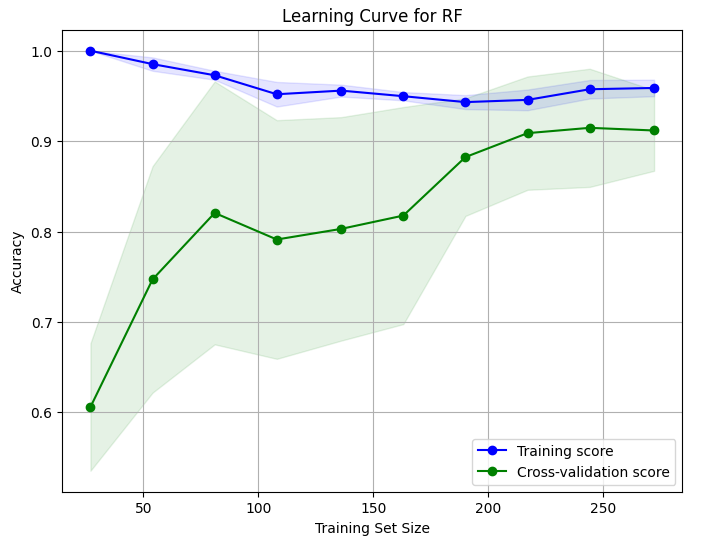 Learning Curve for RF
1.0
0.9
0.8
0.7
0.6
Accuracy
50
100
150
200
250
Training Set Size
Training score
Cross-validation score